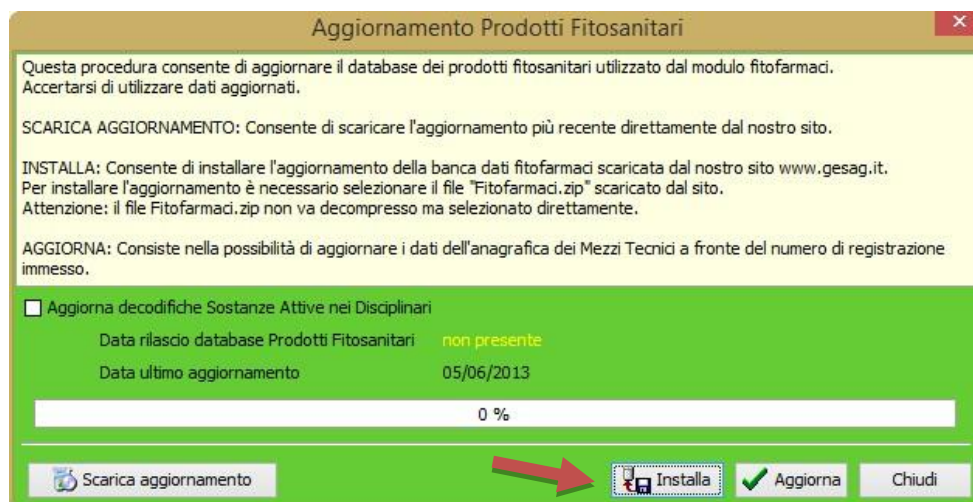 Aggiornamento Prodotti Fitosanitari
Questa procedura consente di aggiornare il database dei prodotti fitosanitari utilizzato dal modulo fitofarmaci.
Accertarsi di utilizzare dati aggiornati.
SCARICA AGGIORNAMENTO: Consente di scaricare l'aggiornamento più recente direttamente dal nostro sito.
INSTALLA: Consente di installare l'aggiornamento della banca dati fitofarmaci scaricata dal nostro sito www.gesag.it.
Per installare l'aggiornamento è necessario selezionare il file "Fitofarmaci.zip" scaricato dal sito.
Attenzione: il file Fitofarmaci.zip non va decompresso ma selezionato direttamente.
AGGIORNA: Consiste nella possibilità di aggiornare i dati dell'anagrafica dei Mezzi Tecnici a fronte del numero di registrazione
immesso.
Aggiorna decodifiche Sostanze Attive nei Disciplinari
Data rilascio database Prodotti Fitosanitari non presente
Data ultimo aggiornamento 05/06/2013
0 %
Scarica aggiornamento Installa Aggiorna Chiudi